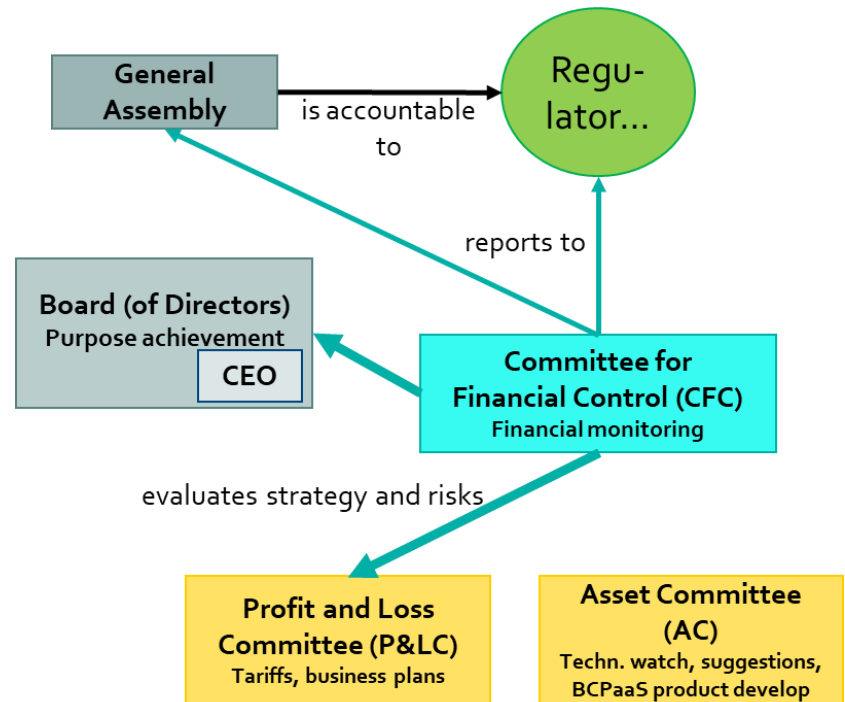 General
Assembly
is accountable
to
Regu-
lator...
reports to
Board (of Directors)
Purpose achievement
CEO
Committee for
Financial Control (CFC)
Financial monitoring
evaluates strategy and risks
Profit and Loss
Committee (P&LC)
Tariffs, business plans
Asset Committee
(AC)
Techn. watch, suggestions,
BCPaaS product develop